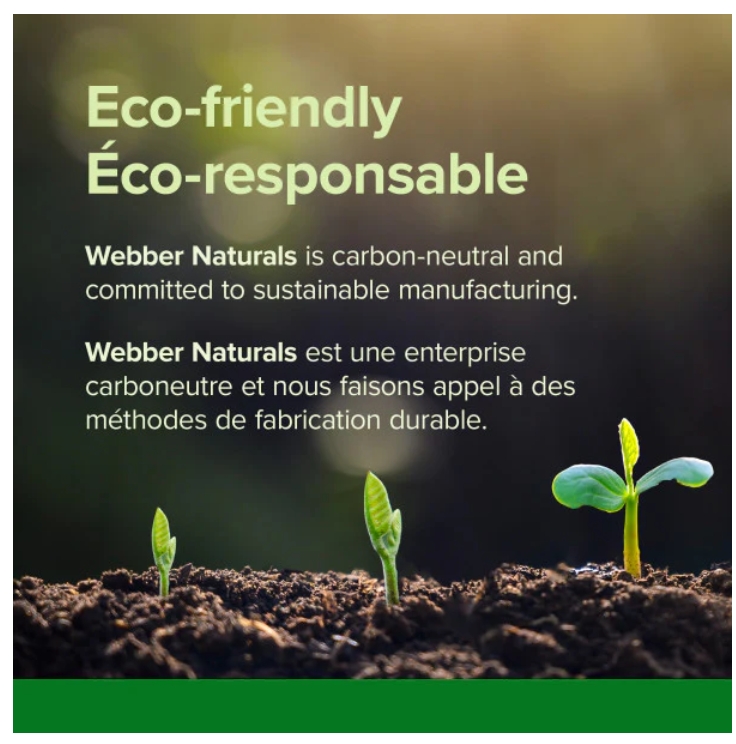 Eco-friendly
Éco-responsable
Webber Naturals is carbon-neutral and
committed to sustainable manufacturing.
Webber Naturals est une enterprise
carboneutre et nous faisons appel à des
méthodes de fabrication durable.